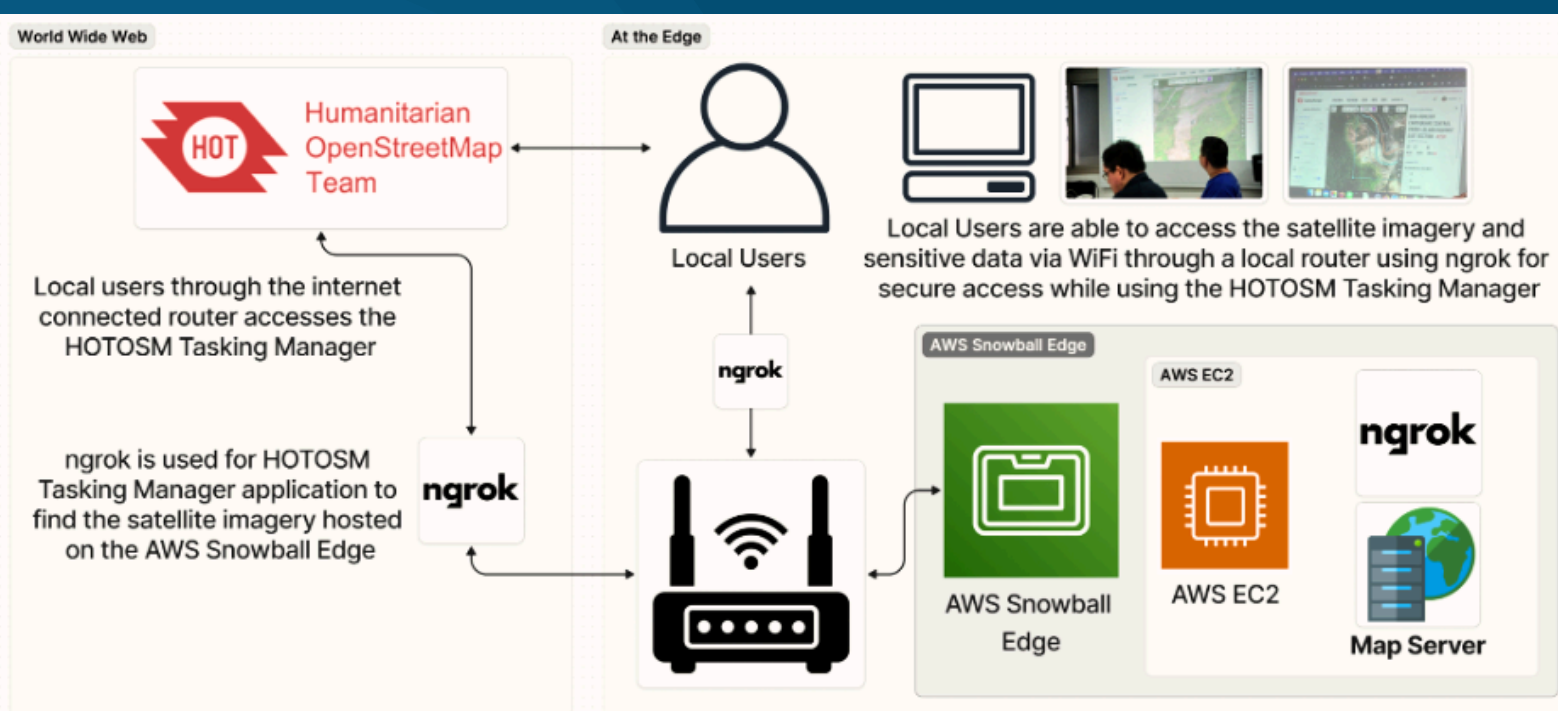 World Wide Web
At the Edge
HOT
Humanitarian
OpenStreetMap
Team
Local Users
Local Users are able to access the satellite imagery and
sensitive data via WiFi through a local router using ngrok for
secure access while using the HOTOSM Tasking Manager
Local users through the internet
connected router accesses the
HOTOSM Tasking Manager
ngrok
ngrok is used for HOTOSM
Tasking Manager application to
find the satellite imagery hosted
on the AWS Snowball Edge
ngrok
AWS Snowball Edge
AWS Snowball
Edge
AWS EC2
AWS EC2
ngrok
Map Server